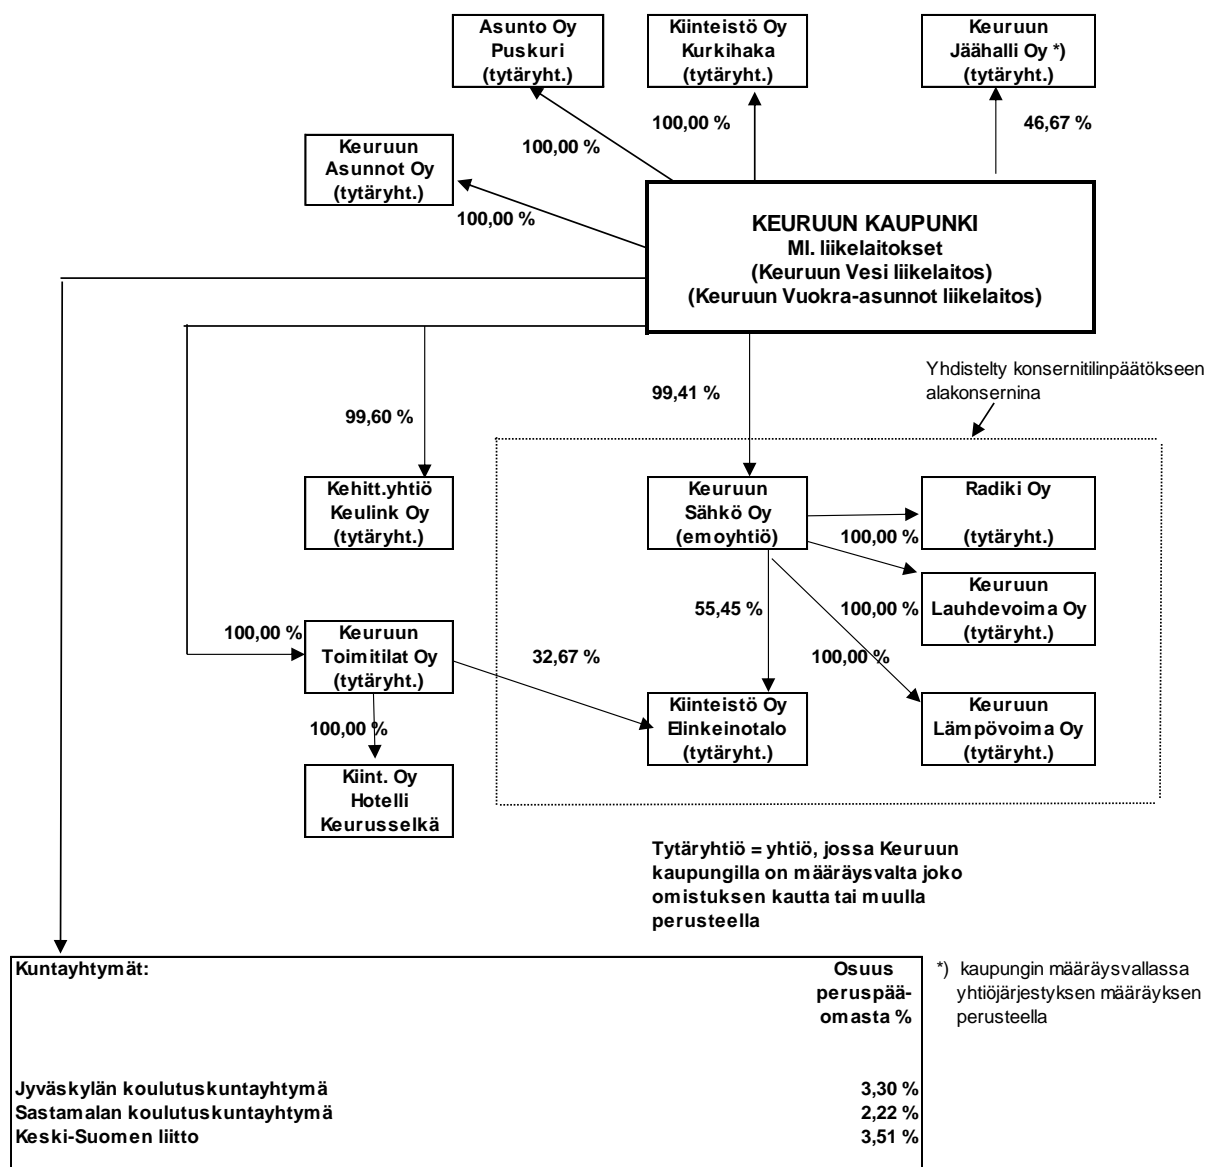 Asunto Oy
Puskuri
(tytäryht.)
Kiinteistö Oy
Kurkihaka
(tytäryht.)
Keuruun
Jäähalli Oy *)
(tytäryht.)
100,00 %
100,00 %
46,67 %
Keuruun
Asunnot Oy
(tytäryht.)
100,00 %
KEURUUN KAUPUNKI
Ml. liikelaitokset
(Keuruun Vesi liikelaitos)
(Keuruun Vuokra-asunnot liikelaitos)
Yhdistelty konsernitilinpäätökseen
alakonsernina
99,60 %
99,41 %
Kehitt.yhtiö
Keulink Oy
(tytäryht.)
Keuruun
Sähkö Oy
(emoyhtiö)
Radiki Oy
(tytäryht.)
100,00 %
Keuruun
Lauhdevoima Oy
(tytäryht.)
100,00 %
55,45 %
100,00 %
100,00 %
Keuruun
Toimitilat Oy
(tytäryht.)
32,67 %
Kiinteistö Oy
Elinkeinotalo
(tytäryht.)
Keuruun
Lämpövoima Oy
(tytäryht.)
100,00 %
Kiint. Oy
Hotelli
Keurusselkä
Tytäryhtiö = yhtiö, jossa Keuruun
kaupungilla on määräysvalta joko
omistuksen kautta tai muulla
perusteella
Kuntayhtymät:
Osuus
peruspää-
omasta %
*) kaupungin määräysvallassa
yhtiöjärjestyksen määräyksen
perusteella
Jyväskylän koulutuskuntayhtymä 3,30 %
Sastamalan koulutuskuntayhtymä 2,22 %
Keski-Suomen liitto 3,51 %